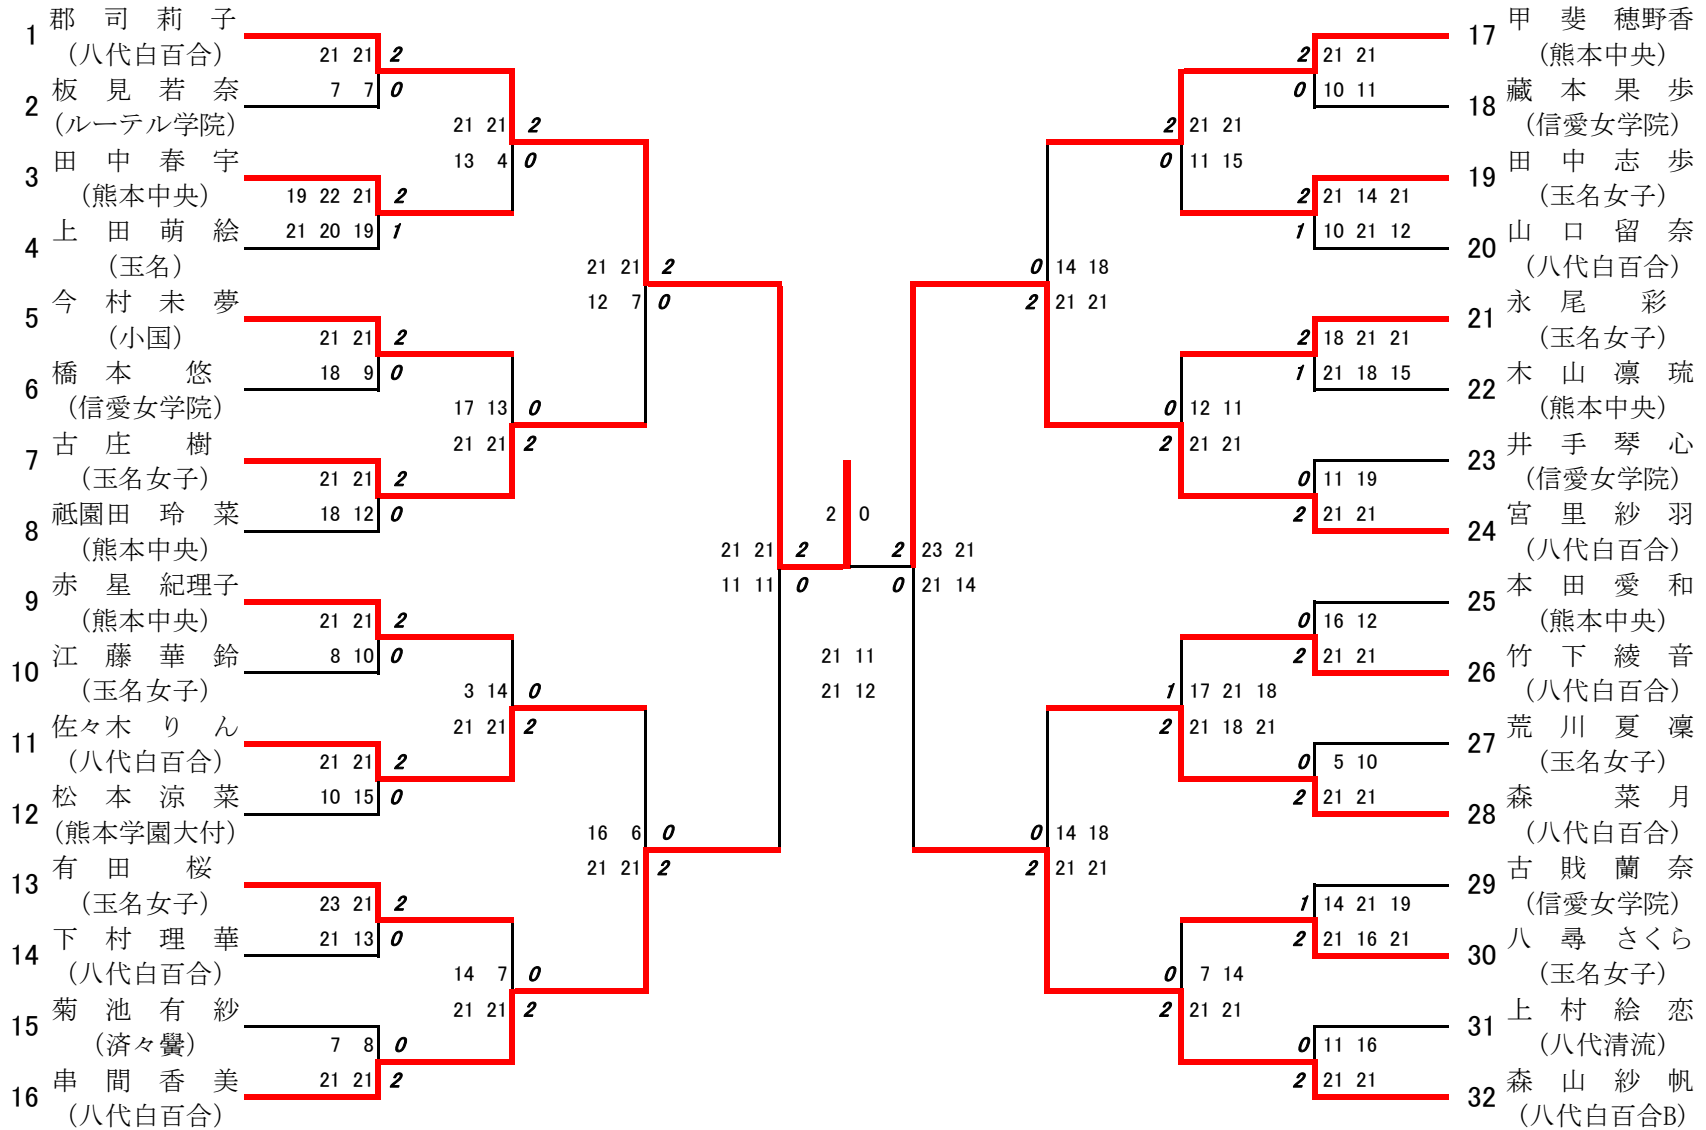 1 郡司莉子
(八代白百合)
21 21 2
2 板見若奈
7 7 0
(ルーテル学院)
21 21 2
13 4 0
3 田中春宇
(熊本中央)
19 22 21 2
4 上田萌絵
21 20 19 1
(玉名)
21 21 2
12 7 0
5 今村未夢
(小国)
21 21 2
6 橋本悠
18 9 0
(信愛女学院)
17 13 0
21 21 2
7 古庄樹
(玉名女子)
21 21 2
8 祗園田玲菜
18 12 0
(熊本中央)
21 21 2
11 11 0
9 赤星紀理子
(熊本中央)
21 21 2
10 江藤華鈴
8 10 0
(玉名女子)
3 14 0
21 21 2
11 佐々木りん
(八代白百合)
21 21 2
12 松本涼菜
10 15 0
(熊本学園大付)
16 6 0
21 21 2
13 有田桜
(玉名女子)
23 21 2
14 下村理華
21 13 0
(八代白百合)
14 7 0
21 21 2
15 菊池有紗
(済々黌)
7 8 0
16 串間香美
21 21 2
(八代白百合)
2 0
21 11
21 12
17 甲斐穂野香
(熊本中央)
2 21 21
18 藏本果歩
0 10 11
(信愛女学院)
2 21 21
0 11 15
19 田中志歩
(玉名女子)
2 21 14 21
20 山口留奈
1 10 21 12
(八代白百合)
0 14 18
2 21 21
21 永尾彩
(玉名女子)
2 18 21 21
22 木山凛琉
1 21 18 15
(熊本中央)
0 12 11
2 21 21
23 井手琴心
(信愛女学院)
0 11 19
24 宮里紗羽
2 21 21
(八代白百合)
2 23 21
0 21 14
25 本田愛和
(熊本中央)
0 16 12
26 竹下綾音
2 21 21
(八代白百合)
1 17 21 18
2 21 18 21
27 荒川夏凜
(玉名女子)
0 5 10
28 森菜月
2 21 21
(八代白百合)
0 14 18
2 21 21
29 古賎蘭奈
(信愛女学院)
1 14 21 19
30 八尋さくら
2 21 16 21
(玉名女子)
0 7 14
2 21 21
31 上村絵恋
(八代清流)
0 11 16
32 森山紗帆
2 21 21
(八代白百合B)